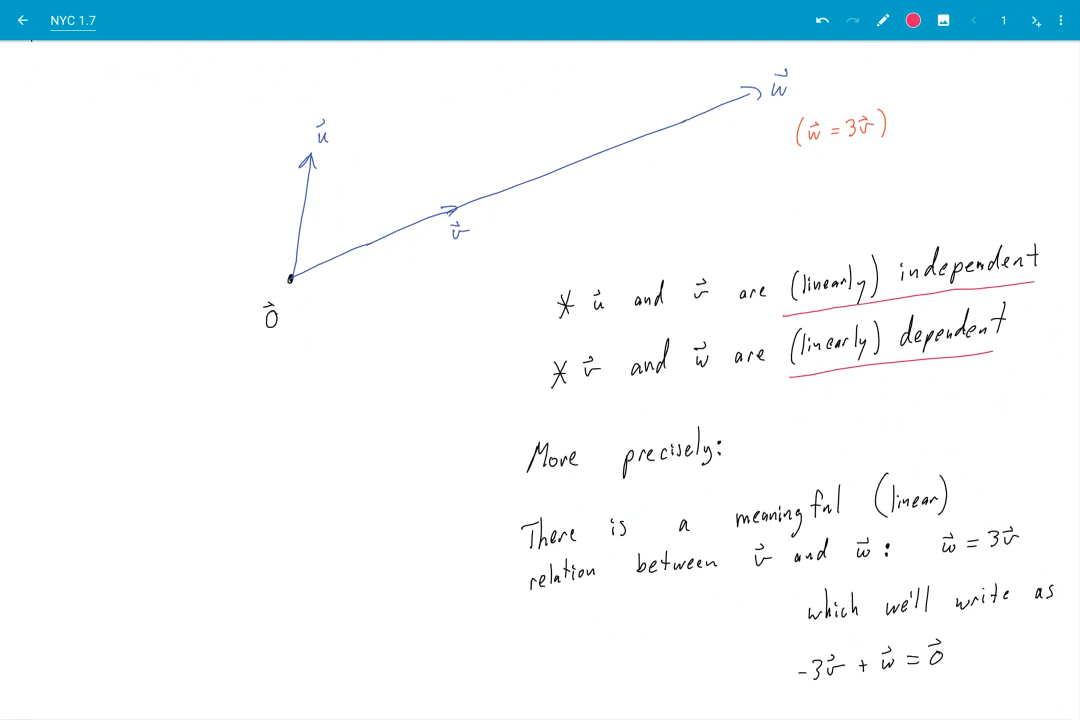 NYC 1.7
1
w⃗
(w⃗ = 3v⃗)
u⃗
v⃗
0⃗
* u⃗ and v⃗ are (linearly) independent
* v⃗ and w⃗ are (linearly) dependent
More precisely:
There is a meaningful (linear)
relation between v⃗ and w⃗: w⃗ = 3v⃗
which we'll write as
-3v⃗ + w⃗ = 0⃗